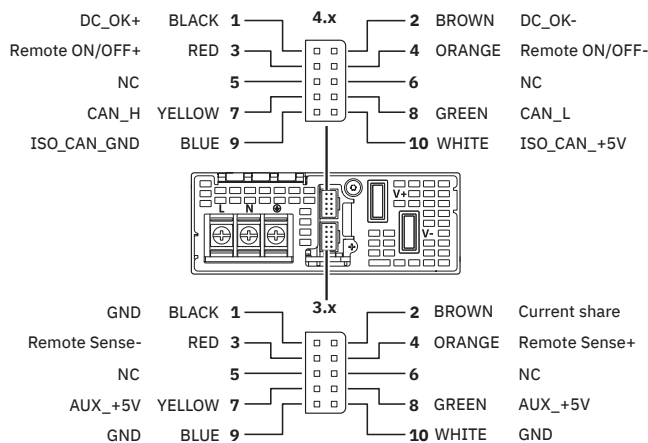 DC_OK+ BLACK 1 4.x 2 BROWN DC_OK-
Remote ON/OFF+ RED 3 4 ORANGE Remote ON/OFF-
NC 5 6 NC
CAN_H YELLOW 7 8 GREEN CAN_L
ISO_CAN_GND BLUE 9 10 WHITE ISO_CAN_+5V
L N V+
V-
GND BLACK 1 3.x 2 BROWN Current share
Remote Sense- RED 3 4 ORANGE Remote Sense+
NC 5 6 NC
AUX_+5V YELLOW 7 8 GREEN AUX_+5V
GND BLUE 9 10 WHITE GND